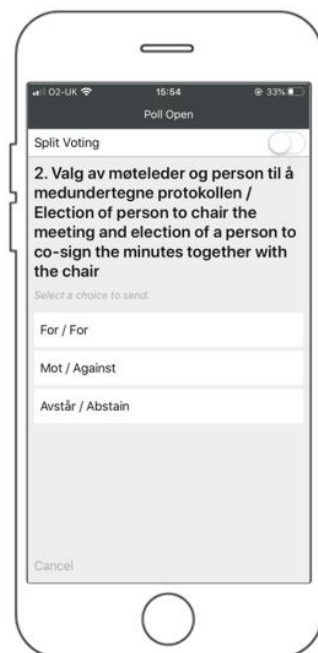 O2-UK 15:54 33%
Poll Open
Split Voting
2. Valg av møteleder og person til å
medundertegne protokollen /
Election of person to chair the
meeting and election of a person to
co-sign the minutes together with
the chair
Select a choice to send.
For / For
Mot / Against
Avstår / Abstain
Cancel